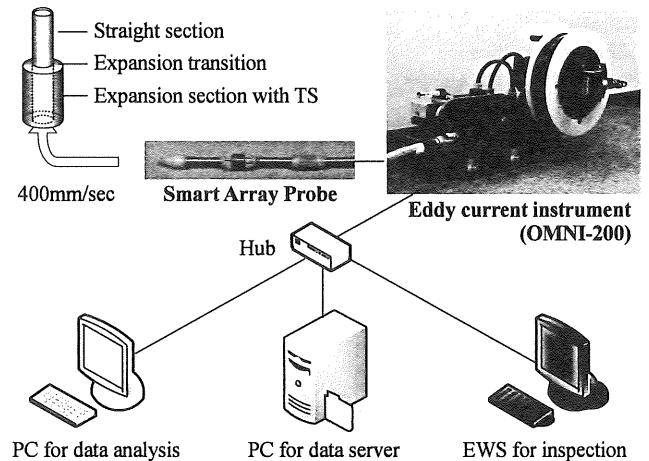 Straight section
Expansion transition
Expansion section with TS
400mm/sec
Smart Array Probe
Eddy current instrument
(OMNI-200)
Hub
PC for data analysis
PC for data server
EWS for inspection